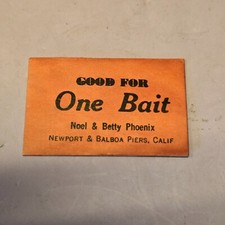 GOOD FOR
One Bait
Noel & Betty Phoenix
NEWPORT & BALBOA PIERS, CALIF